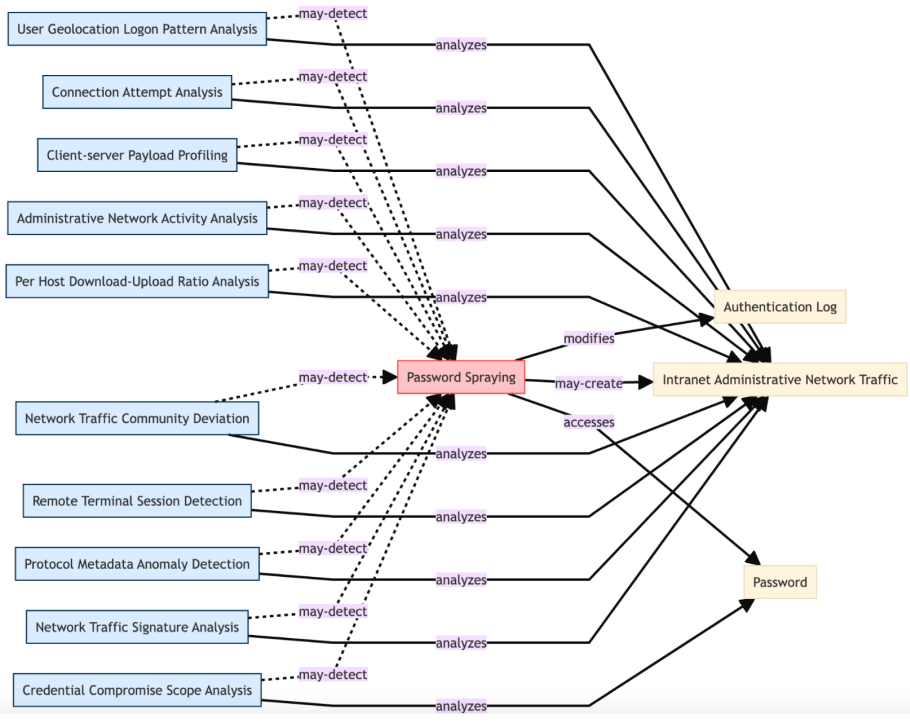 User Geolocation Logon Pattern Analysis
may-detect
analyzes
Connection Attempt Analysis
may-detect
analyzes
Client-server Payload Profiling
may-detect
analyzes
Administrative Network Activity Analysis
may-detect
analyzes
Per Host Download-Upload Ratio Analysis
may-detect
analyzes
Authentication Log
modifies
Password Spraying
may-detect
may-create
Intranet Administrative Network Traffic
Network Traffic Community Deviation
accesses
analyzes
Remote Terminal Session Detection
may-detect
analyzes
Protocol Metadata Anomaly Detection
may-detect
analyzes
Password
Network Traffic Signature Analysis
may-detect
analyzes
Credential Compromise Scope Analysis
may-detect
analyzes